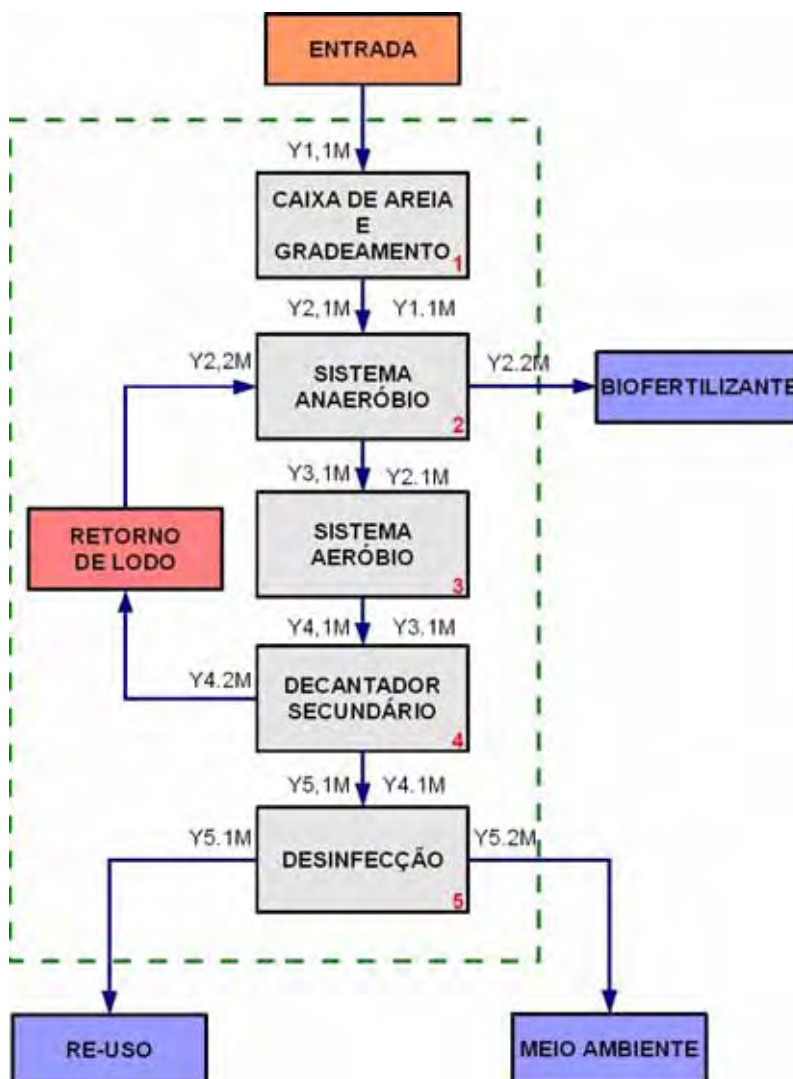 ENTRADA
Y1,1M
CAIXA DE AREIA
E
GRADEAMENTO
1
Y2,1M
Y1.1M
Y2,2M
SISTEMA
ANAERÓBIO
2
Y2.2M
BIOFERTILIZANTE
Y3,1M
Y2.1M
RETORNO
DE LODO
SISTEMA
AERÓBIO
3
Y4,1M
Y3.1M
Y4.2M
DECANTADOR
SECUNDÁRIO
4
Y5,1M
Y4.1M
Y5.1M
DESINFECÇÃO
5
Y5.2M
RE-USO
MEIO AMBIENTE